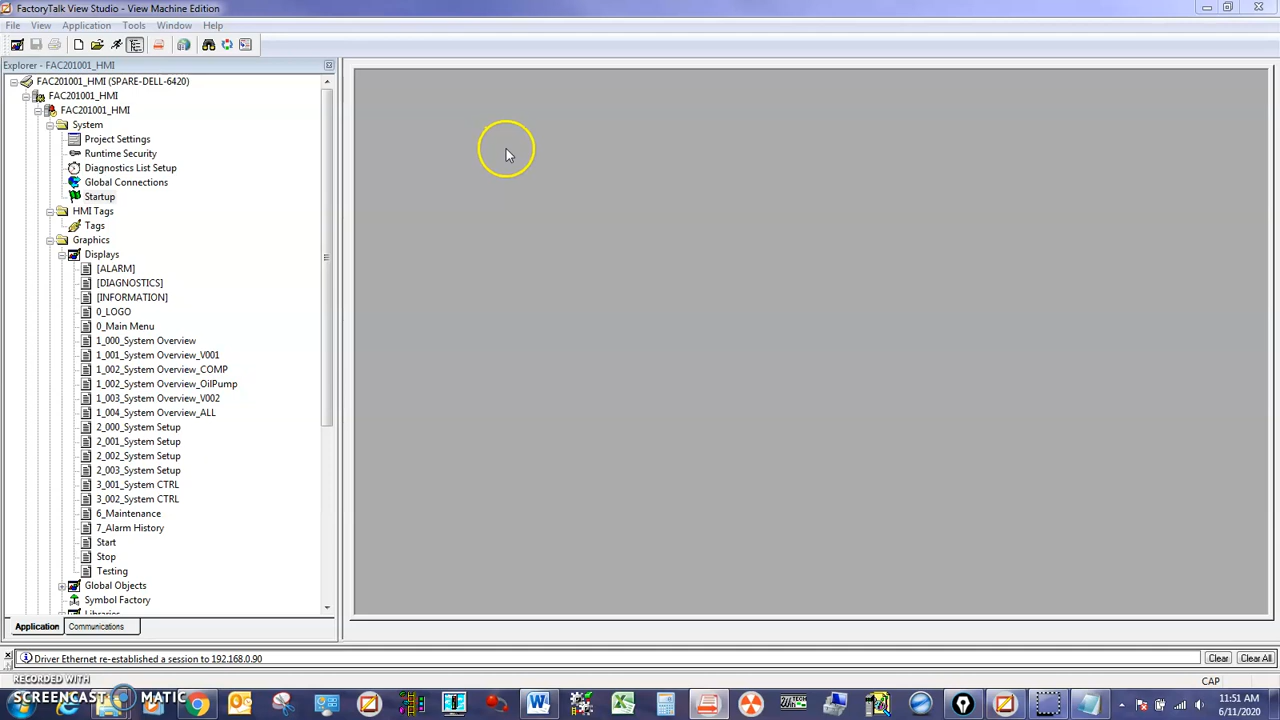 FactoryTalk View Studio - View Machine Edition
File View Application Tools Window Help
Explorer - FAC201001_HMI
FAC201001_HMI (SPARE-DELL-6420)
FAC201001_HMI
FAC201001_HMI
System
Project Settings
Runtime Security
Diagnostics List Setup
Global Connections
Startup
HMI Tags
Tags
Graphics
Displays
[ALARM]
[DIAGNOSTICS]
[INFORMATION]
0_LOGO
0_Main Menu
1_000_System Overview
1_001_System Overview_V001
1_002_System Overview_COMP
1_002_System Overview_OilPump
1_003_System Overview_V002
1_004_System Overview_ALL
2_000_System Setup
2_001_System Setup
2_002_System Setup
2_003_System Setup
3_001_System CTRL
3_002_System CTRL
6_Maintenance
7_Alarm History
Start
Stop
Testing
Global Objects
Symbol Factory
Libraries
Application Communications
Driver Ethernet re-established a session to 192.168.0.90
Clear Clear All
RECORDED WITH
SCREENCAST MATIC
CAP
11:51 AM
6/11/2020